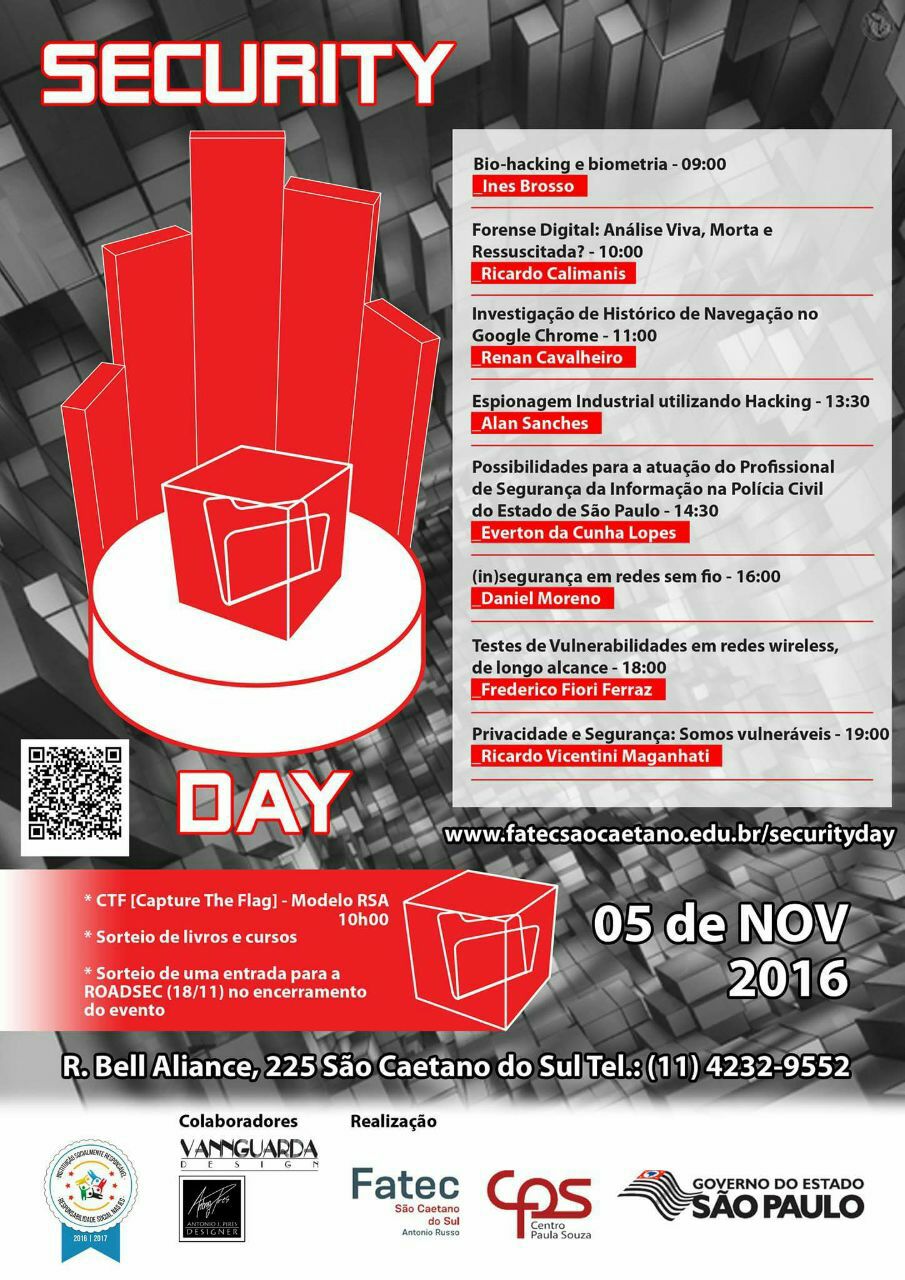 SECURITY
Bio-hacking e biometria - 09:00
_Ines Brosso
Forense Digital: Análise Viva, Morta e
Ressuscitada? - 10:00
_Ricardo Calimanis
Investigação de Histórico de Navegação no
Google Chrome - 11:00
_Renan Cavalheiro
Espionagem Industrial utilizando Hacking - 13:30
_Alan Sanches
Possibilidades para a atuação do Profissional
de Segurança da Informação na Polícia Civil
do Estado de São Paulo - 14:30
_Everton da Cunha Lopes
(in)segurança em redes sem fio - 16:00
_Daniel Moreno
Testes de Vulnerabilidades em redes wireless,
de longo alcance - 18:00
_Frederico Fiori Ferraz
Privacidade e Segurança: Somos vulneráveis - 19:00
_Ricardo Vicentini Maganhati
DAY
www.fatecsaocaetano.edu.br/securityday
* CTF [Capture The Flag] - Modelo RSA
10h00
* Sorteio de livros e cursos
* Sorteio de uma entrada para a
ROADSEC (18/11) no encerramento
do evento
05 de NOV
2016
R. Bell Aliance, 225 São Caetano do Sul Tel.: (11) 4232-9552
Colaboradores
Realização
INSTITUIÇÃO SOCIALMENTE RESPONSÁVEL
RESPONSABILIDADE SOCIAL
2016 | 2017
VANNGUARDA
DESIGN
ANTONIO J. PIRES
DESIGNER
Fatec
São Caetano
do Sul
Antonio Russo
cps
Centro
Paula Souza
GOVERNO DO ESTADO
SÃO PAULO